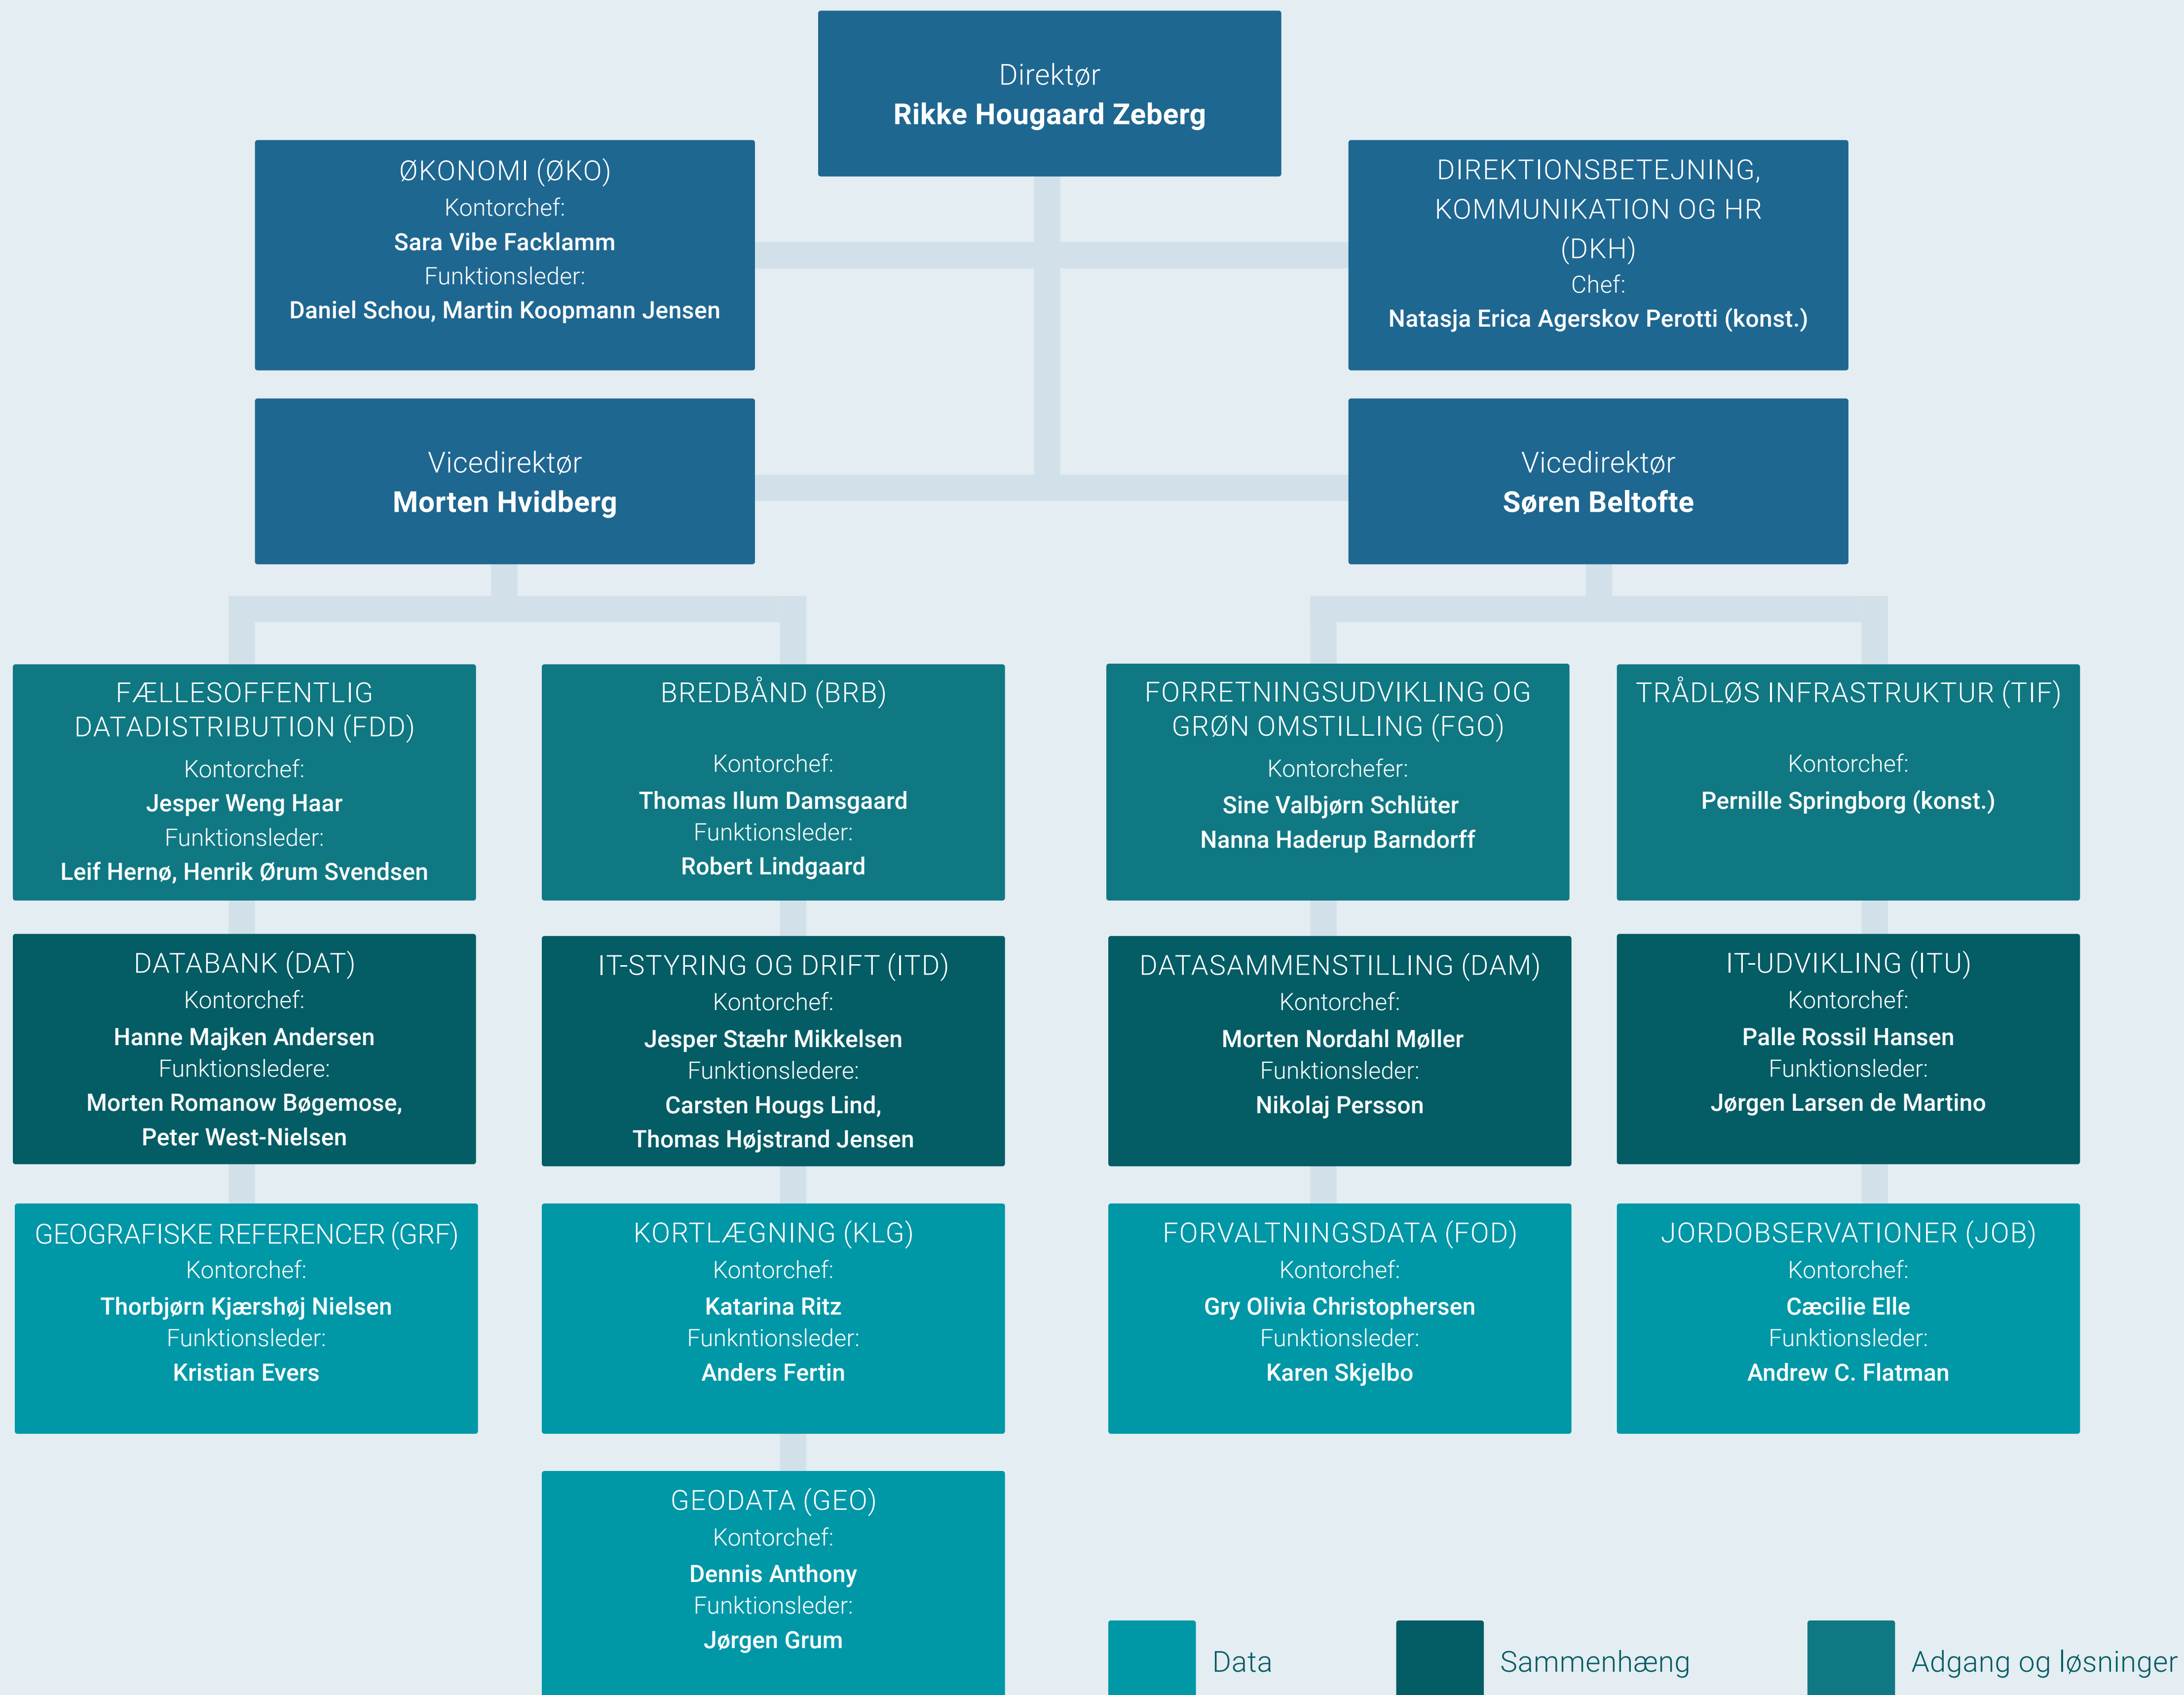 Direktør
Rikke Hougaard Zeberg
ØKONOMI (ØKO)
Kontorchef:
Sara Vibe Facklamm
Funktionsleder:
Daniel Schou, Martin Koopmann Jensen
DIREKTIONSBETEJNING,
KOMMUNIKATION OG HR
(DKH)
Chef:
Natasja Erica Agerskov Perotti (konst.)
Vicedirektør
Morten Hvidberg
Vicedirektør
Søren Beltofte
FÆLLESOFFENTLIG
DATADISTRIBUTION (FDD)
Kontorchef:
Jesper Weng Haar
Funktionsleder:
Leif Hernø, Henrik Ørum Svendsen
BREDBÅND (BRB)
Kontorchef:
Thomas Ilum Damsgaard
Funktionsleder:
Robert Lindgaard
FORRETNINGSUDVIKLING OG
GRØN OMSTILLING (FGO)
Kontorchefer:
Sine Valbjørn Schlüter
Nanna Haderup Barndorff
TRÅDLØS INFRASTRUKTUR (TIF)
Kontorchef:
Pernille Springborg (konst.)
DATABANK (DAT)
Kontorchef:
Hanne Majken Andersen
Funktionsledere:
Morten Romanow Bøgemose,
Peter West-Nielsen
IT-STYRING OG DRIFT (ITD)
Kontorchef:
Jesper Stæhr Mikkelsen
Funktionsledere:
Carsten Hougs Lind,
Thomas Højstrand Jensen
DATASAMMENSTILLING (DAM)
Kontorchef:
Morten Nordahl Møller
Funktionsleder:
Nikolaj Persson
IT-UDVIKLING (ITU)
Kontorchef:
Palle Rossil Hansen
Funktionsleder:
Jørgen Larsen de Martino
GEOGRAFISKE REFERENCER (GRF)
Kontorchef:
Thorbjørn Kjærshøj Nielsen
Funktionsleder:
Kristian Evers
KORTLÆGNING (KLG)
Kontorchef:
Katarina Ritz
Funkntionsleder:
Anders Fertin
FORVALTNINGSDATA (FOD)
Kontorchef:
Gry Olivia Christophersen
Funktionsleder:
Karen Skjelbo
JORDOBSERVATIONER (JOB)
Kontorchef:
Cæcilie Elle
Funktionsleder:
Andrew C. Flatman
GEODATA (GEO)
Kontorchef:
Dennis Anthony
Funktionsleder:
Jørgen Grum
Data
Sammenhæng
Adgang og løsninger